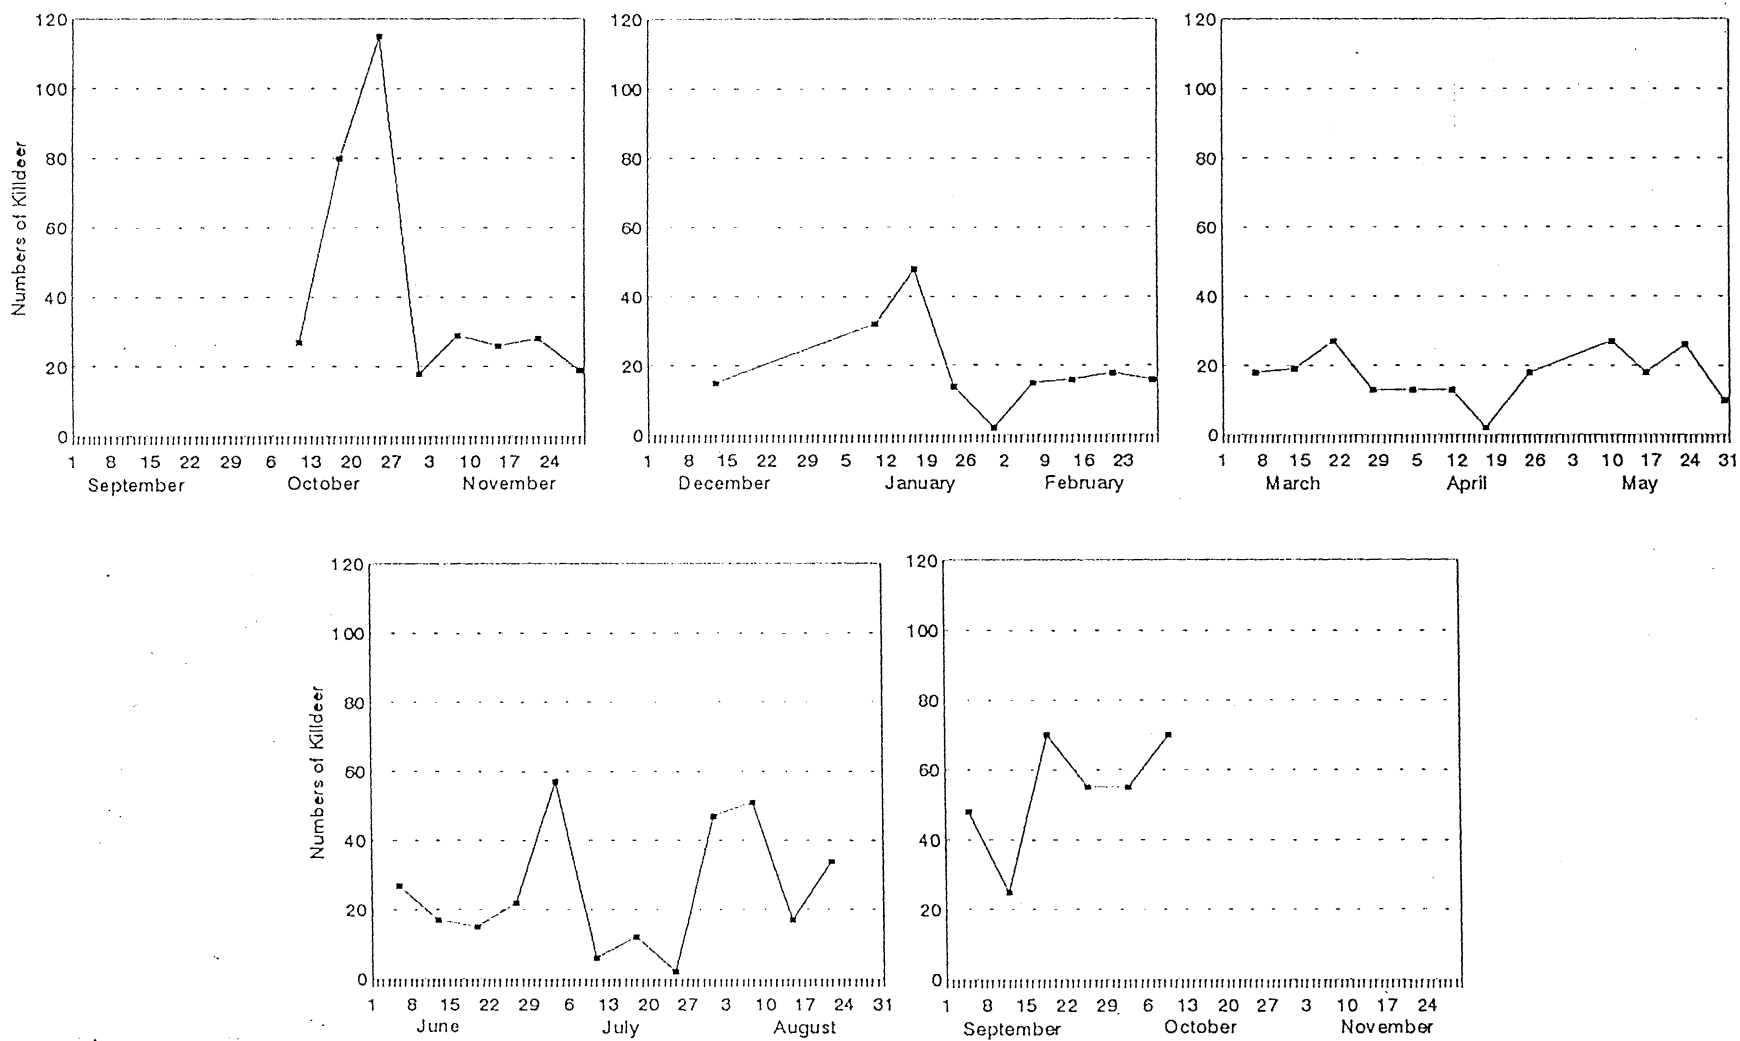 120 100 80 60 40 20 0
Numbers of Killdeer
1 8 15 22 29 6 13 20 27 3 10 17 24
September October November
120 100 80 60 40 20 0
1 8 15 22 29 5 12 19 26 2 9 16 23
December January February
120 100 80 60 40 20 0
1 8 15 22 29 5 12 19 26 3 10 17 24 31
March April May
120 100 80 60 40 20 0
Numbers of Killdeer
1 8 15 22 29 6 13 20 27 3 10 17 24 31
June July August
120 100 80 60 40 20 0
1 8 15 22 29 6 13 20 27 3 10 17 24
September October November